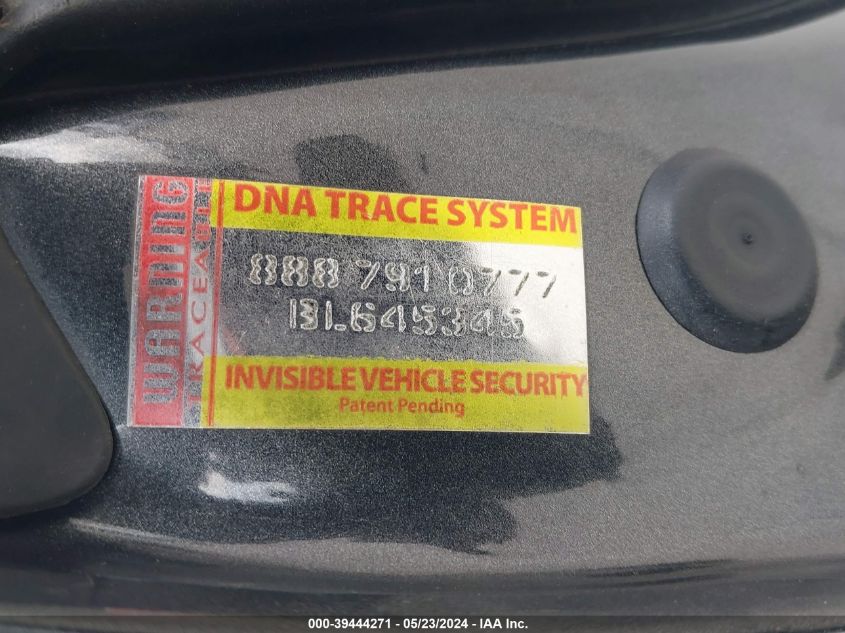 WARNING
TRACEABLE
DNA TRACE SYSTEM
888 791 0777
BL645345
INVISIBLE VEHICLE SECURITY
Patent Pending
000-39444271 - 05/23/2024 - IAA Inc.